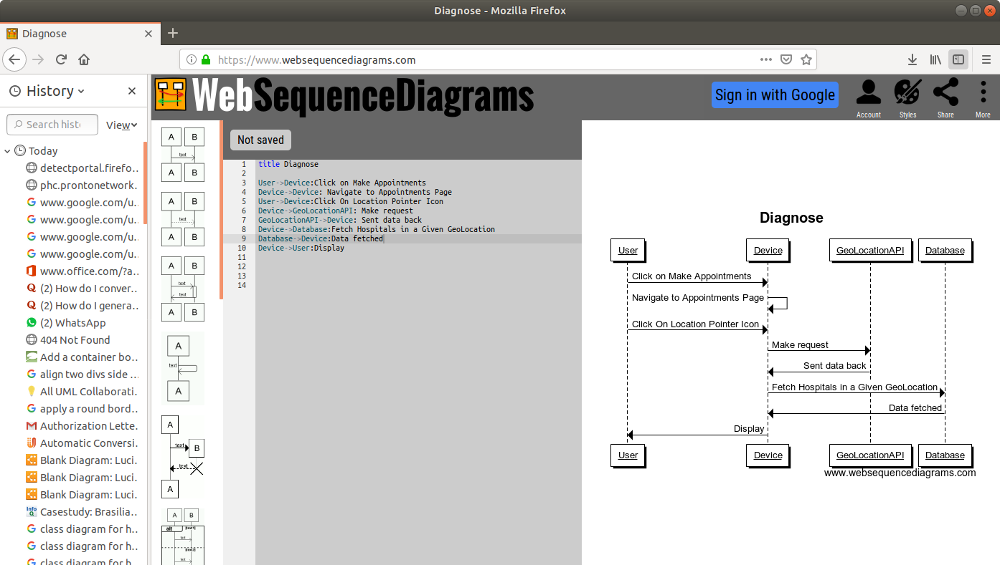 Diagnose - Mozilla Firefox
Diagnose
https://www.websequencediagrams.com
History
Search histo
View
Today
detectportal.firefo…
phc.prontonetwork.
www.google.com/u…
www.google.com/u…
www.google.com/u…
www.google.com/u…
www.office.com/?a…
(2) How do I conver…
(2) How do I genera…
(2) WhatsApp
404 Not Found
Add a container bo…
align two divs side …
All UML Collaborati…
apply a round bord…
Authorization Lette…
Automatic Conversi…
Blank Diagram: Luci…
Blank Diagram: Luci…
Blank Diagram: Luci…
Casestudy: Brasilia…
class diagram for h…
class diagram for h…
class diagram for h
WebSequenceDiagrams
Sign in with Google
Account
Styles
Share
More
A B
text
A B
A B
text
A B
A B
text
text
A B
A
text
A
A
text B
text
A
A B
alt [text1]
text
[text2]
text
Not saved
1 title Diagnose
2
3 User->Device:Click on Make Appointments
4 Device->Device: Navigate to Appointments Page
5 User->Device:Click On Location Pointer Icon
6 Device->GeoLocationAPI: Make request
7 GeoLocationAPI->Device: Sent data back
8 Device->Database:Fetch Hospitals in a Given GeoLocation
9 Database->Device:Data fetched
10 Device->User:Display
11
12
13
14
Diagnose
User Device GeoLocationAPI Database
Click on Make Appointments
Navigate to Appointments Page
Click On Location Pointer Icon
Make request
Sent data back
Fetch Hospitals in a Given GeoLocation
Data fetched
Display
User Device GeoLocationAPI Database
www.websequencediagrams.com